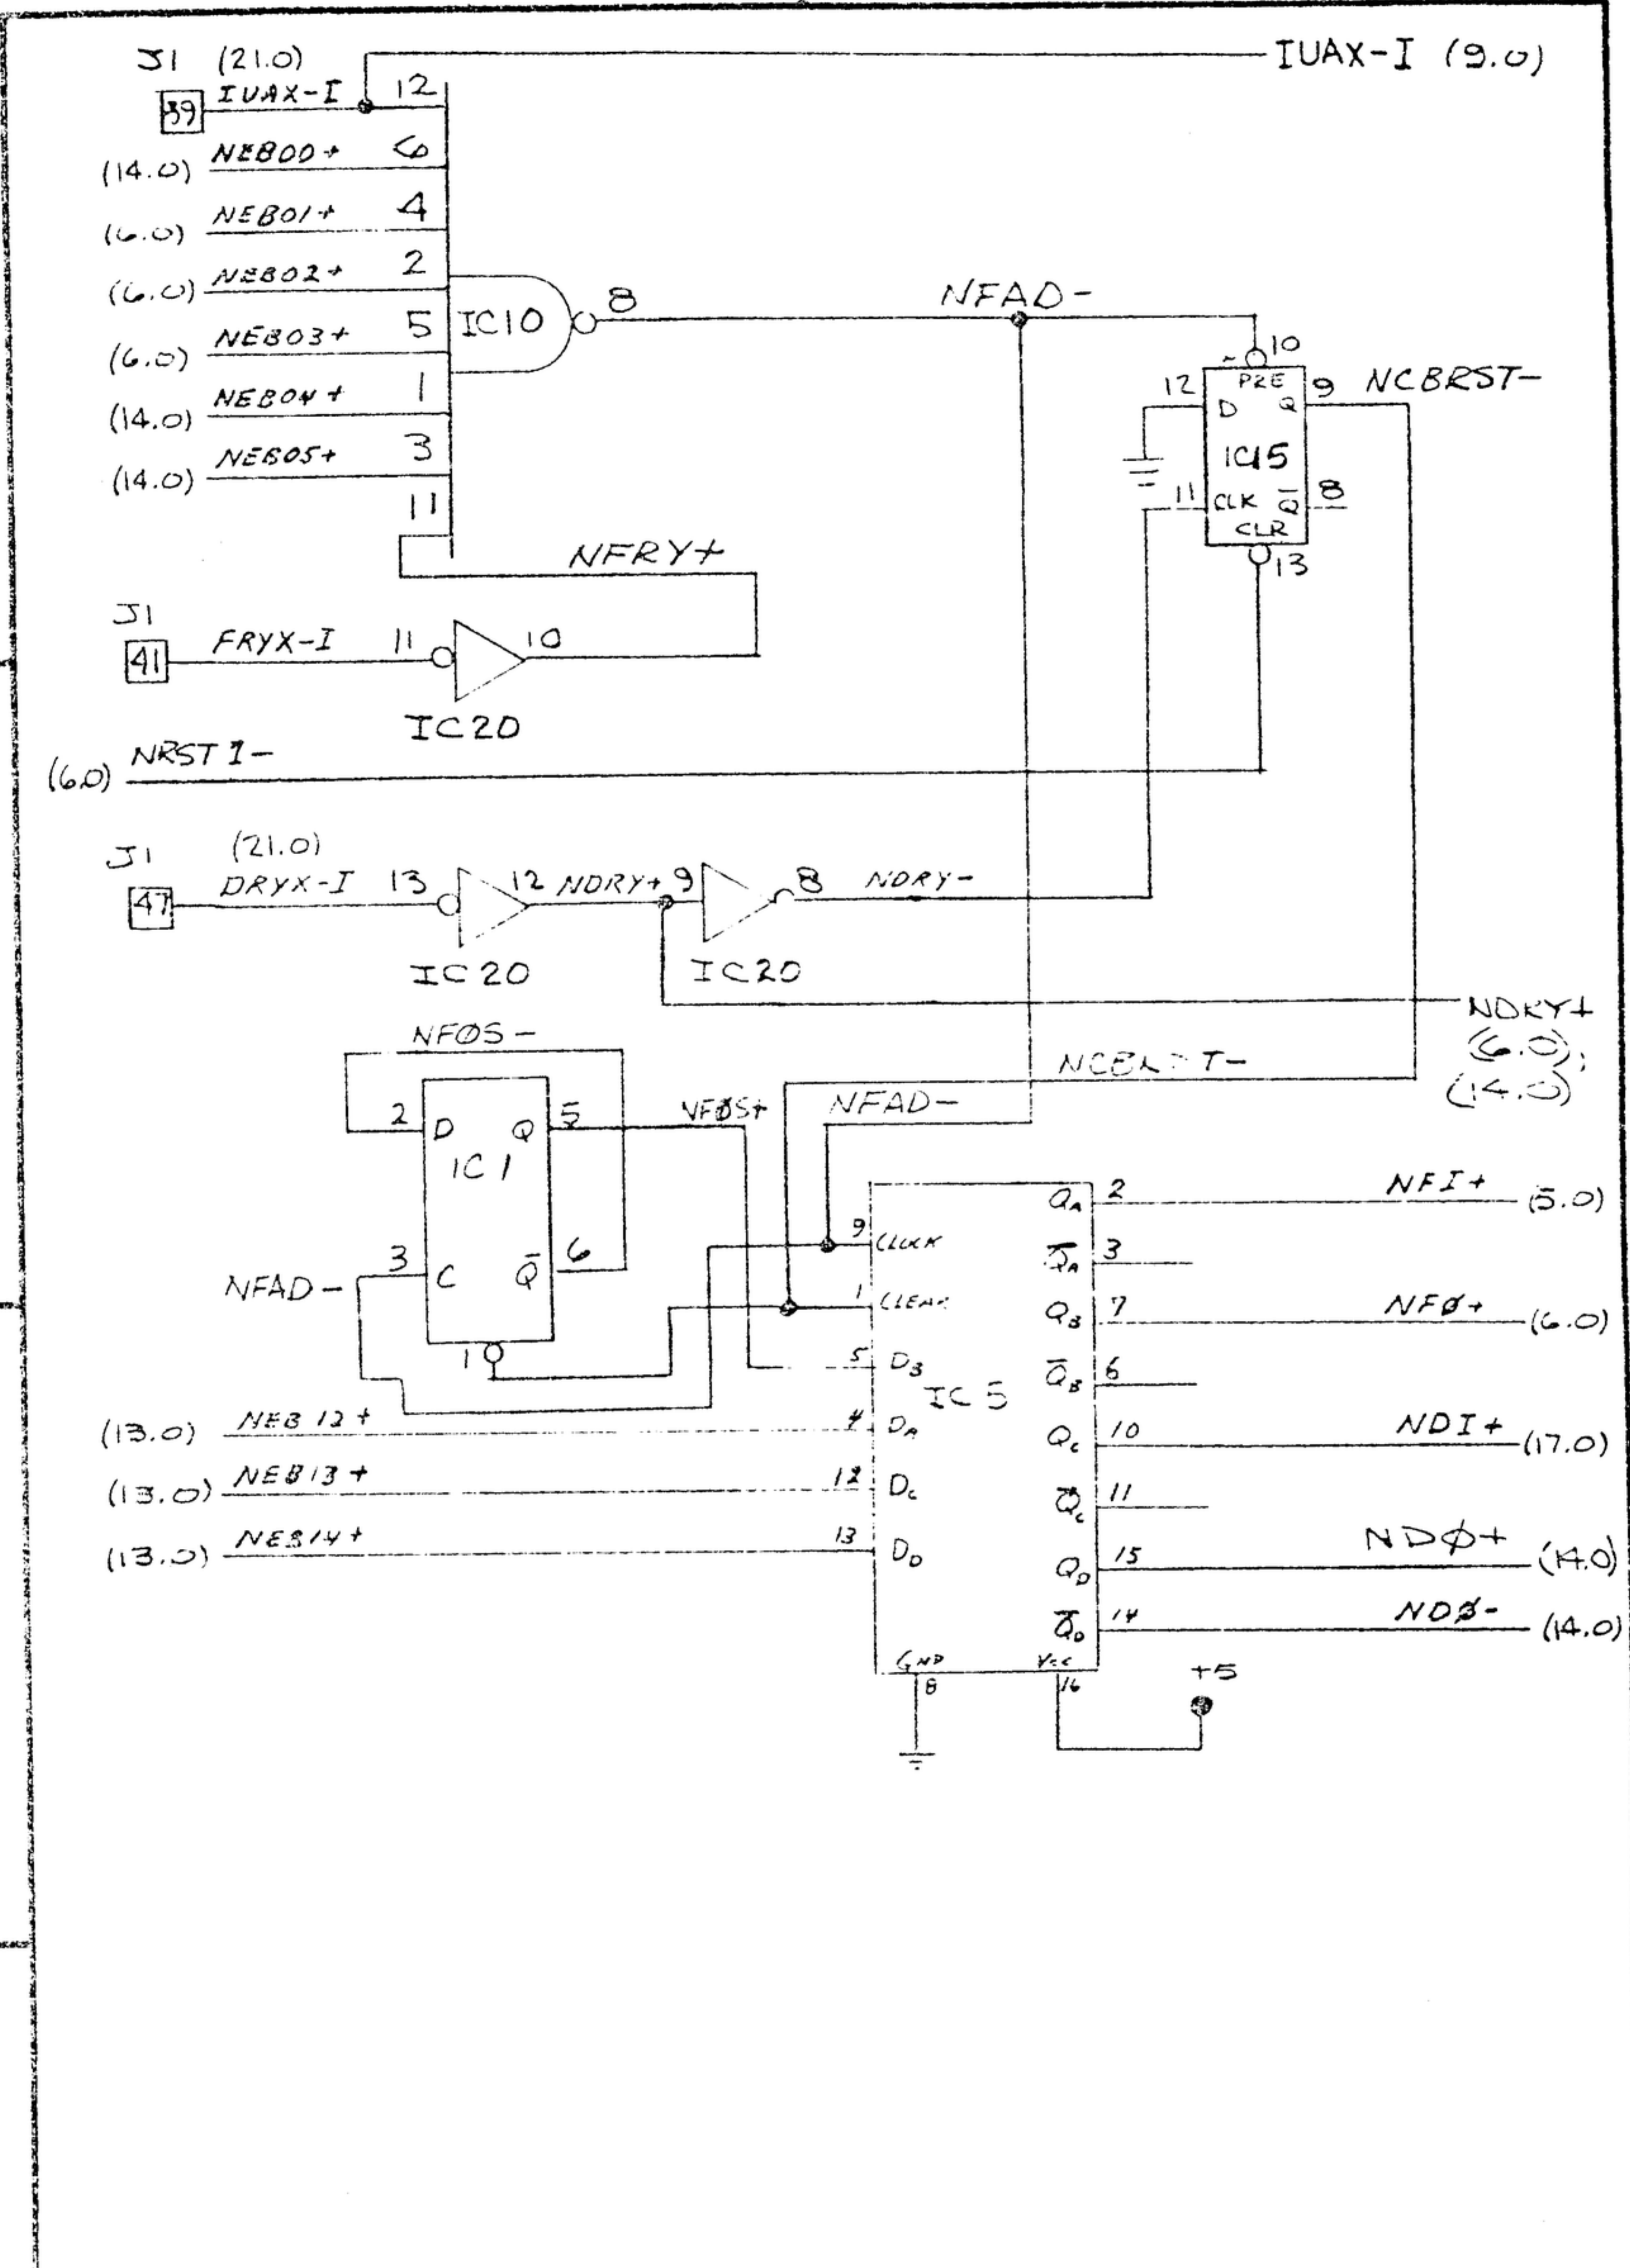 J1 (21.0)
IUAX-I (9.0)
39 IUAX-I 12
(14.0) NEB00+ 6
(6.0) NEB01+ 4
(6.0) NEB02+ 2
(6.0) NEB03+ 5
IC10 8 NFAD-
(14.0) NEB04+ 1
(14.0) NEB05+ 3
11
10
PRE
12 D Q 9 NCBRST-
IC15
11 CLK Q̅ 8
CLR
13
NFRY+
J1
41 FRYX-I 11 10
IC20
(6.0) NRST1-
J1 (21.0)
47 DRYX-I 13 12 NDRY+ 9 8 NDRY-
IC20 IC20
NDRY+
(6.0),
(14.0)
NFØS-
NFAD-
2 D Q 5 NFØS+
IC1
NFAD- 3 C Q̅ 6
1
QA 2 NFI+ (5.0)
9 CLOCK
Q̅A 3
1 CLEAR
QB 7 NFØ+ (6.0)
5 DB
Q̅B 6
IC5
(13.0) NEB12+ 4 DA
QC 10 NDI+ (17.0)
(13.0) NEB13+ 12 DC
Q̅C 11
(13.0) NEB14+ 13 DD
QD 15 NDØ+ (14.0)
Q̅D 14 NDØ- (14.0)
GND VCC
8 16
+5